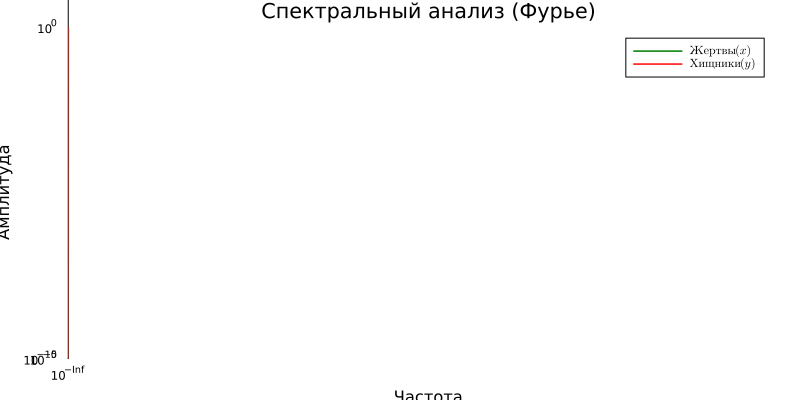 Спектральный анализ (Фурье)
10^0
Жертвы(x)
Хищники(y)
Амплитуда
10^-Inf
Частота